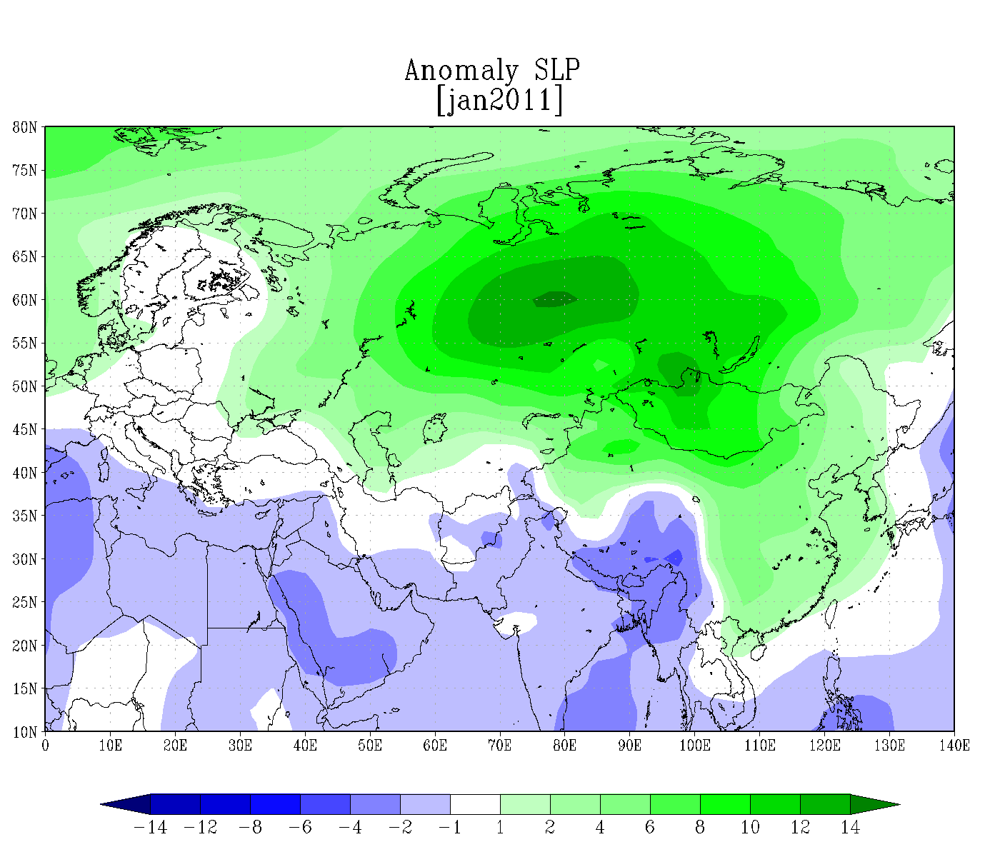 Anomaly SLP
[jan2011]
80N
75N
70N
65N
60N
55N
50N
45N
40N
35N
30N
25N
20N
15N
10N
0 10E 20E 30E 40E 50E 60E 70E 80E 90E 100E 110E 120E 130E 140E
-14 -12 -8 -6 -4 -2 -1 1 2 4 6 8 10 12 14